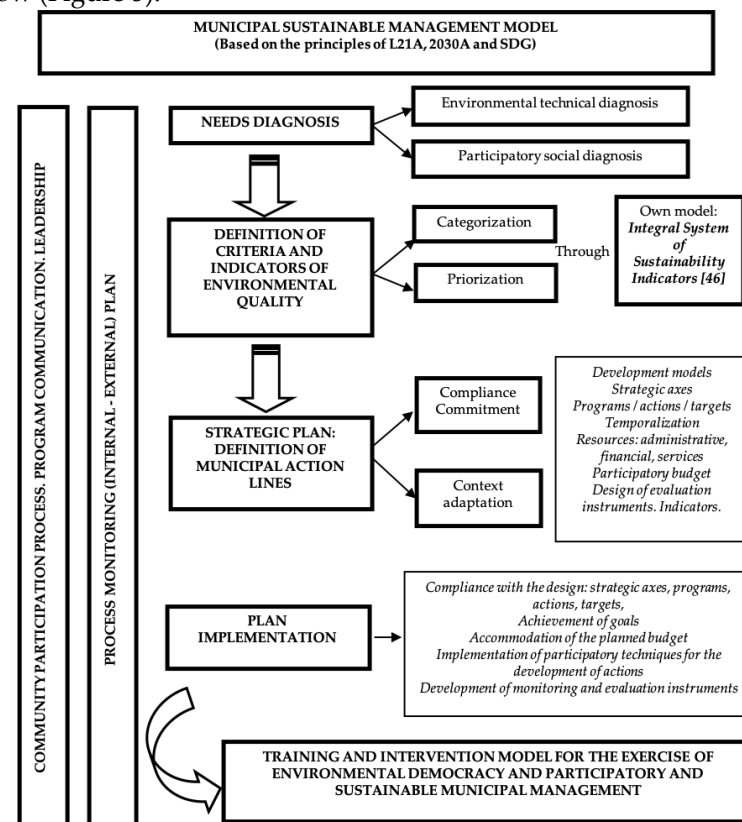 (Figure 3).
MUNICIPAL SUSTAINABLE MANAGEMENT MODEL
(Based on the principles of L21A, 2030A and SDG)
COMMUNITY PARTICIPATION PROCESS. PROGRAM COMMUNICATION. LEADERSHIP
PROCESS MONITORING (INTERNAL - EXTERNAL) PLAN
NEEDS DIAGNOSIS
Environmental technical diagnosis
Participatory social diagnosis
DEFINITION OF
CRITERIA AND
INDICATORS OF
ENVIRONMENTAL
QUALITY
Categorization
Priorization
Through
Own model:
Integral System
of
Sustainability
Indicators [46]
STRATEGIC PLAN:
DEFINITION OF
MUNICIPAL ACTION
LINES
Compliance
Commitment
Context
adaptation
Development models
Strategic axes
Programs / actions / targets
Temporalization
Resources: administrative,
financial, services
Participatory budget
Design of evaluation
instruments. Indicators.
PLAN
IMPLEMENTATION
Compliance with the design: strategic axes, programs,
actions, targets,
Achievement of goals
Accommodation of the planned budget
Implementation of participatory techniques for the
development of actions
Development of monitoring and evaluation instruments
TRAINING AND INTERVENTION MODEL FOR THE EXERCISE OF
ENVIRONMENTAL DEMOCRACY AND PARTICIPATORY AND
SUSTAINABLE MUNICIPAL MANAGEMENT